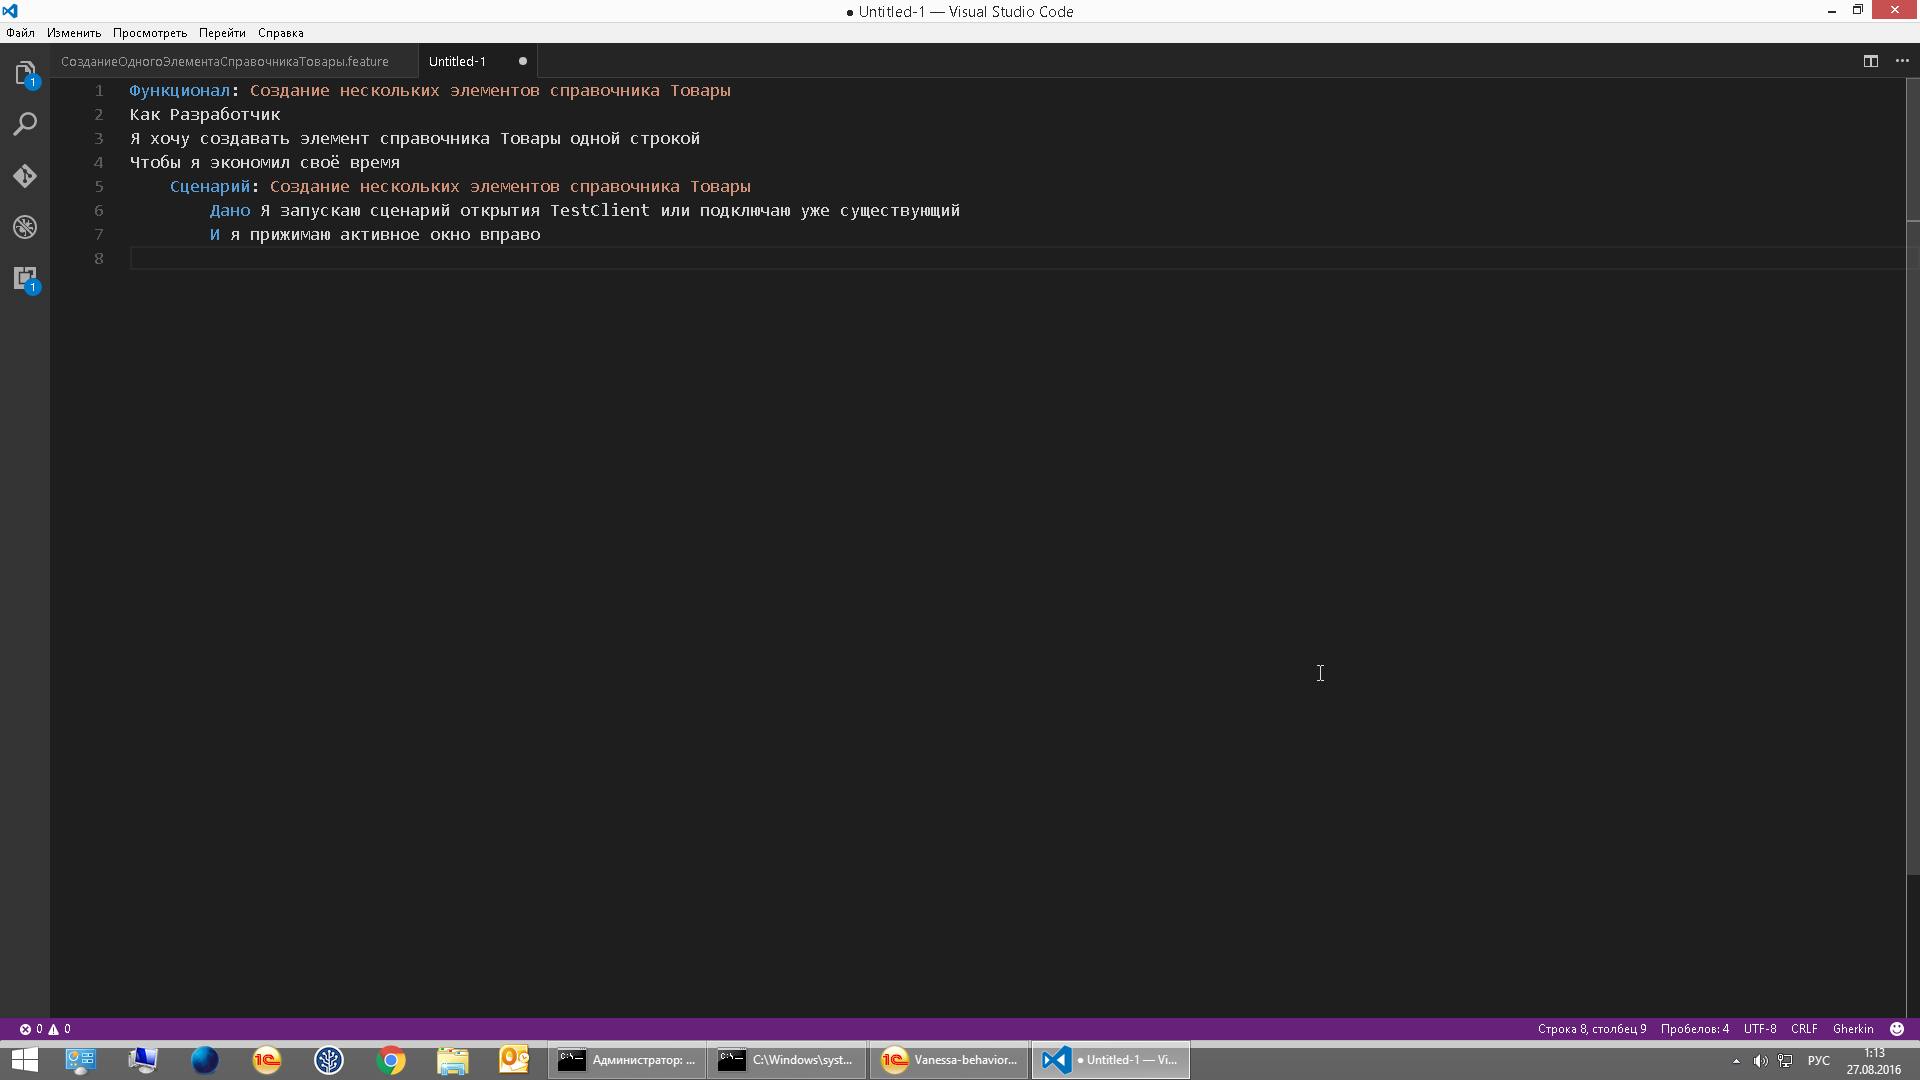 ● Untitled-1 — Visual Studio Code
Файл Изменить Просмотреть Перейти Справка
СозданиеОдногоЭлементаСправочникаТовары.feature Untitled-1
1 Функционал: Создание нескольких элементов справочника Товары
2 Как Разработчик
3 Я хочу создавать элемент справочника Товары одной строкой
4 Чтобы я экономил своё время
5 Сценарий: Создание нескольких элементов справочника Товары
6 Дано Я запускаю сценарий открытия TestClient или подключаю уже существующий
7 И я прижимаю активное окно вправо
8
1
1
0 0 Строка 8, столбец 9 Пробелов: 4 UTF-8 CRLF Gherkin
Администратор: ... C:\Windows\syst... Vanessa-behavior... ● Untitled-1 — Vi... РУС 1:13
27.08.2016